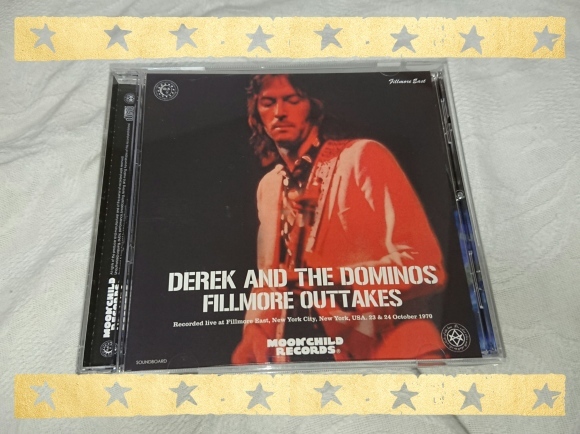 Fillmore East
DEREK AND THE DOMINOS
FILLMORE OUTTAKES
Recorded live at Fillmore East, New York City, New York, USA, 23 & 24 October 1970
MOONCHILD
RECORDS
SOUNDBOARD
MOONCHILD
RECORDS